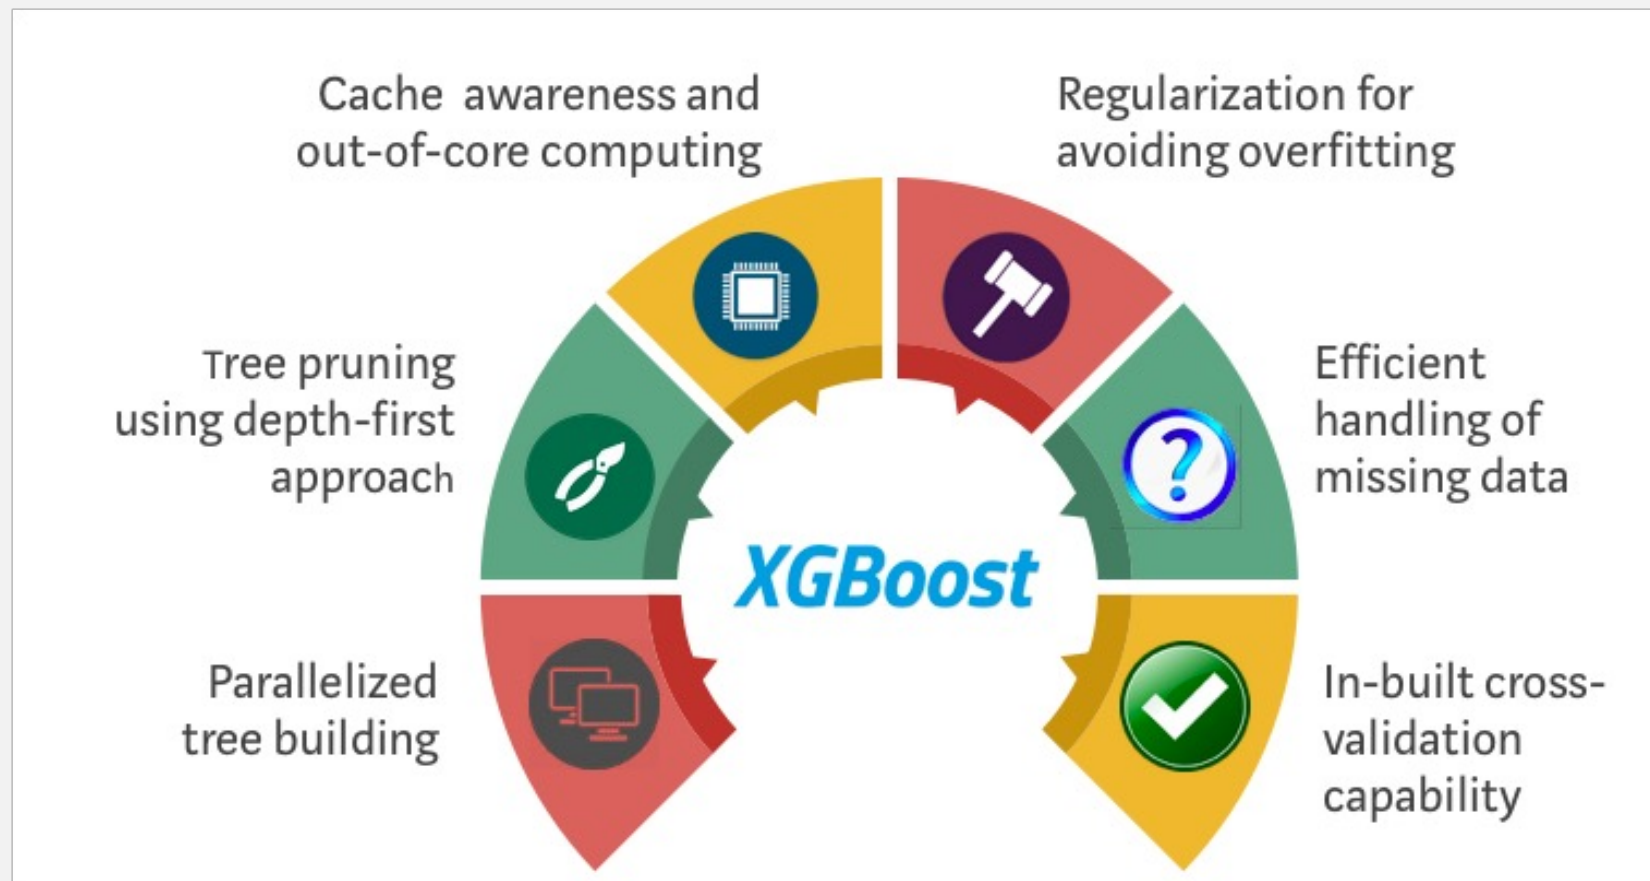 Cache awareness and
out-of-core computing
Regularization for
avoiding overfitting
Tree pruning
using depth-first
approach
Efficient
handling of
missing data
XGBoost
Parallelized
tree building
In-built cross-
validation
capability